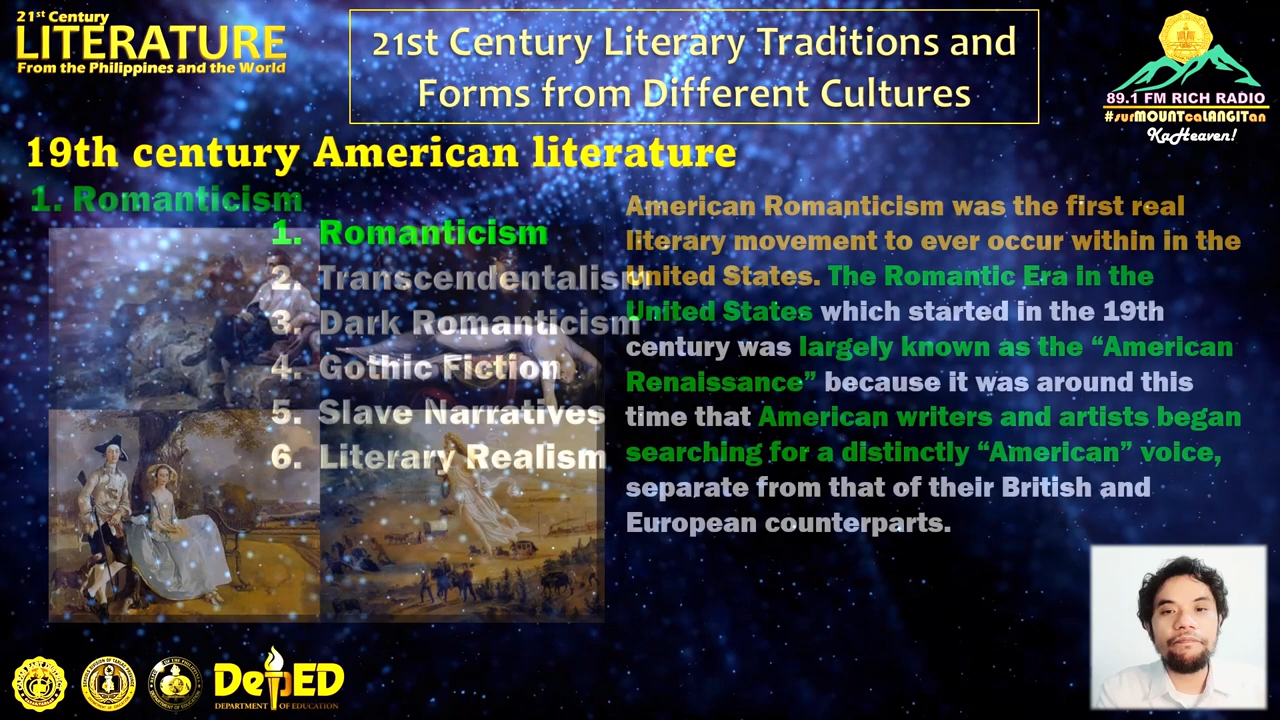 21st Century
LITERATURE
From the Philippines and the World
21st Century Literary Traditions and
Forms from Different Cultures
89.1 FM RICH RADIO
#surMOUNTcaLANGITan
KaHeaven!
19th century American literature
1. Romanticism
1. Romanticism
2. Transcendentalism
3. Dark Romanticism
4. Gothic Fiction
5. Slave Narratives
6. Literary Realism
American Romanticism was the first real
literary movement to ever occur within in the
United States. The Romantic Era in the
United States which started in the 19th
century was largely known as the “American
Renaissance” because it was around this
time that American writers and artists began
searching for a distinctly “American” voice,
separate from that of their British and
European counterparts.
DepED
DEPARTMENT OF EDUCATION